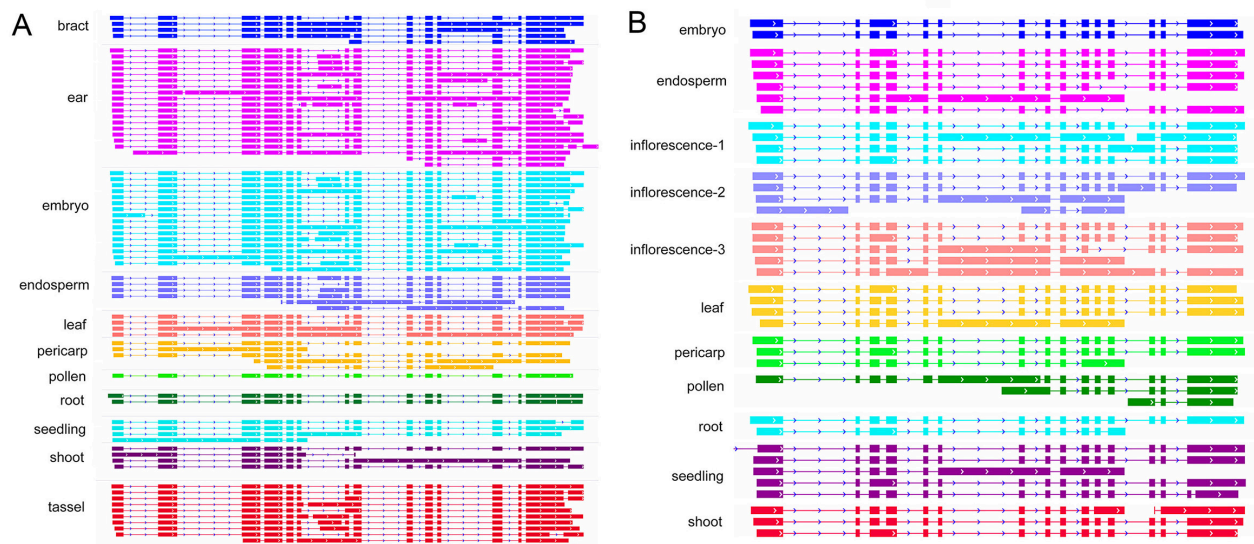 A
bract
ear
embryo
endosperm
leaf
pericarp
pollen
root
seedling
shoot
tassel
B
embryo
endosperm
inflorescence-1
inflorescence-2
inflorescence-3
leaf
pericarp
pollen
root
seedling
shoot